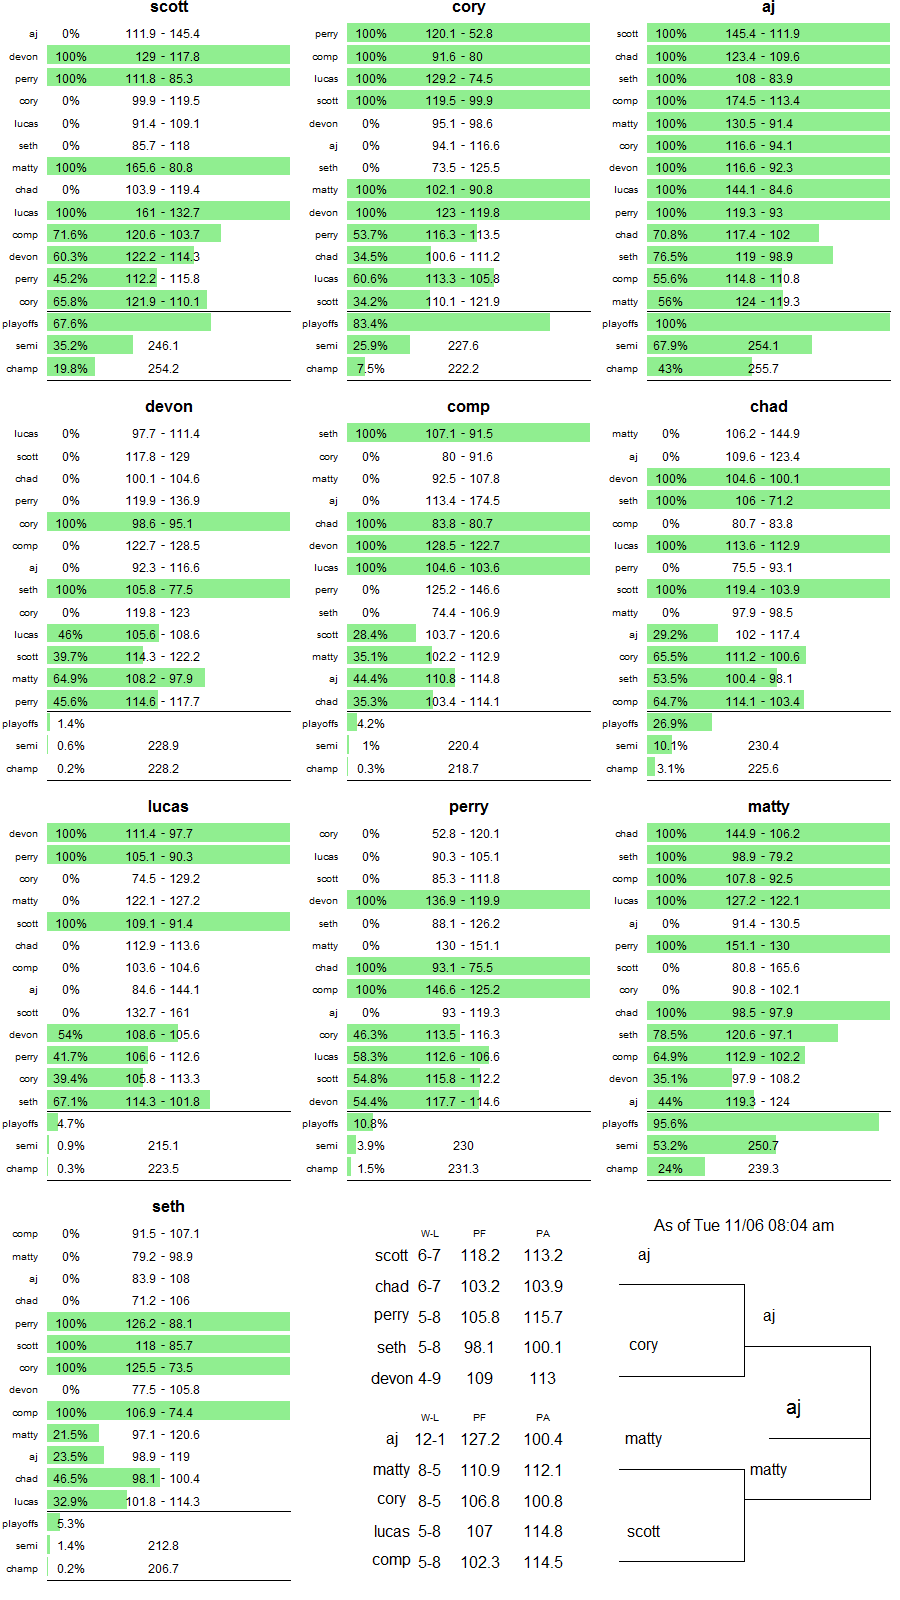 scott
aj 0% 111.9 - 145.4
devon 100% 129 - 117.8
perry 100% 111.8 - 85.3
cory 0% 99.9 - 119.5
lucas 0% 91.4 - 109.1
seth 0% 85.7 - 118
matty 100% 165.6 - 80.8
chad 0% 103.9 - 119.4
lucas 100% 161 - 132.7
comp 71.6% 120.6 - 103.7
devon 60.3% 122.2 - 114.3
perry 45.2% 112.2 - 115.8
cory 65.8% 121.9 - 110.1
playoffs 67.6%
semi 35.2% 246.1
champ 19.8% 254.2
cory
perry 100% 120.1 - 52.8
comp 100% 91.6 - 80
lucas 100% 129.2 - 74.5
scott 100% 119.5 - 99.9
devon 0% 95.1 - 98.6
aj 0% 94.1 - 116.6
seth 0% 73.5 - 125.5
matty 100% 102.1 - 90.8
devon 100% 123 - 119.8
perry 53.7% 116.3 - 113.5
chad 34.5% 100.6 - 111.2
lucas 60.6% 113.3 - 105.8
scott 34.2% 110.1 - 121.9
playoffs 83.4%
semi 25.9% 227.6
champ 7.5% 222.2
aj
scott 100% 145.4 - 111.9
chad 100% 123.4 - 109.6
seth 100% 108 - 83.9
comp 100% 174.5 - 113.4
matty 100% 130.5 - 91.4
cory 100% 116.6 - 94.1
devon 100% 116.6 - 92.3
lucas 100% 144.1 - 84.6
perry 100% 119.3 - 93
chad 70.8% 117.4 - 102
seth 76.5% 119 - 98.9
comp 55.6% 114.8 - 110.8
matty 56% 124 - 119.3
playoffs 100%
semi 67.9% 254.1
champ 43% 255.7
devon
lucas 0% 97.7 - 111.4
scott 0% 117.8 - 129
chad 0% 100.1 - 104.6
perry 0% 119.9 - 136.9
cory 100% 98.6 - 95.1
comp 0% 122.7 - 128.5
aj 0% 92.3 - 116.6
seth 100% 105.8 - 77.5
cory 0% 119.8 - 123
lucas 46% 105.6 - 108.6
scott 39.7% 114.3 - 122.2
matty 64.9% 108.2 - 97.9
perry 45.6% 114.6 - 117.7
playoffs 1.4%
semi 0.6% 228.9
champ 0.2% 228.2
comp
seth 100% 107.1 - 91.5
cory 0% 80 - 91.6
matty 0% 92.5 - 107.8
aj 0% 113.4 - 174.5
chad 100% 83.8 - 80.7
devon 100% 128.5 - 122.7
lucas 100% 104.6 - 103.6
perry 0% 125.2 - 146.6
seth 0% 74.4 - 106.9
scott 28.4% 103.7 - 120.6
matty 35.1% 102.2 - 112.9
aj 44.4% 110.8 - 114.8
chad 35.3% 103.4 - 114.1
playoffs 4.2%
semi 1% 220.4
champ 0.3% 218.7
chad
matty 0% 106.2 - 144.9
aj 0% 109.6 - 123.4
devon 100% 104.6 - 100.1
seth 100% 106 - 71.2
comp 0% 80.7 - 83.8
lucas 100% 113.6 - 112.9
perry 0% 75.5 - 93.1
scott 100% 119.4 - 103.9
matty 0% 97.9 - 98.5
aj 29.2% 102 - 117.4
cory 65.5% 111.2 - 100.6
seth 53.5% 100.4 - 98.1
comp 64.7% 114.1 - 103.4
playoffs 26.9%
semi 10.1% 230.4
champ 3.1% 225.6
lucas
devon 100% 111.4 - 97.7
perry 100% 105.1 - 90.3
cory 0% 74.5 - 129.2
matty 0% 122.1 - 127.2
scott 100% 109.1 - 91.4
chad 0% 112.9 - 113.6
comp 0% 103.6 - 104.6
aj 0% 84.6 - 144.1
scott 0% 132.7 - 161
devon 54% 108.6 - 105.6
perry 41.7% 106.6 - 112.6
cory 39.4% 105.8 - 113.3
seth 67.1% 114.3 - 101.8
playoffs 4.7%
semi 0.9% 215.1
champ 0.3% 223.5
perry
cory 0% 52.8 - 120.1
lucas 0% 90.3 - 105.1
scott 0% 85.3 - 111.8
devon 100% 136.9 - 119.9
seth 0% 88.1 - 126.2
matty 0% 130 - 151.1
chad 100% 93.1 - 75.5
comp 100% 146.6 - 125.2
aj 0% 93 - 119.3
cory 46.3% 113.5 - 116.3
lucas 58.3% 112.6 - 106.6
scott 54.8% 115.8 - 112.2
devon 54.4% 117.7 - 114.6
playoffs 10.8%
semi 3.9% 230
champ 1.5% 231.3
matty
chad 100% 144.9 - 106.2
seth 100% 98.9 - 79.2
comp 100% 107.8 - 92.5
lucas 100% 127.2 - 122.1
aj 0% 91.4 - 130.5
perry 100% 151.1 - 130
scott 0% 80.8 - 165.6
cory 0% 90.8 - 102.1
chad 100% 98.5 - 97.9
seth 78.5% 120.6 - 97.1
comp 64.9% 112.9 - 102.2
devon 35.1% 97.9 - 108.2
aj 44% 119.3 - 124
playoffs 95.6%
semi 53.2% 250.7
champ 24% 239.3
seth
comp 0% 91.5 - 107.1
matty 0% 79.2 - 98.9
aj 0% 83.9 - 108
chad 0% 71.2 - 106
perry 100% 126.2 - 88.1
scott 100% 118 - 85.7
cory 100% 125.5 - 73.5
devon 0% 77.5 - 105.8
comp 100% 106.9 - 74.4
matty 21.5% 97.1 - 120.6
aj 23.5% 98.9 - 119
chad 46.5% 98.1 - 100.4
lucas 32.9% 101.8 - 114.3
playoffs 5.3%
semi 1.4% 212.8
champ 0.2% 206.7
W-L PF PA
scott 6-7 118.2 113.2
chad 6-7 103.2 103.9
perry 5-8 105.8 115.7
seth 5-8 98.1 100.1
devon 4-9 109 113
W-L PF PA
aj 12-1 127.2 100.4
matty 8-5 110.9 112.1
cory 8-5 106.8 100.8
lucas 5-8 107 114.8
comp 5-8 102.3 114.5
As of Tue 11/06 08:04 am
aj
aj
cory
aj
matty
matty
scott